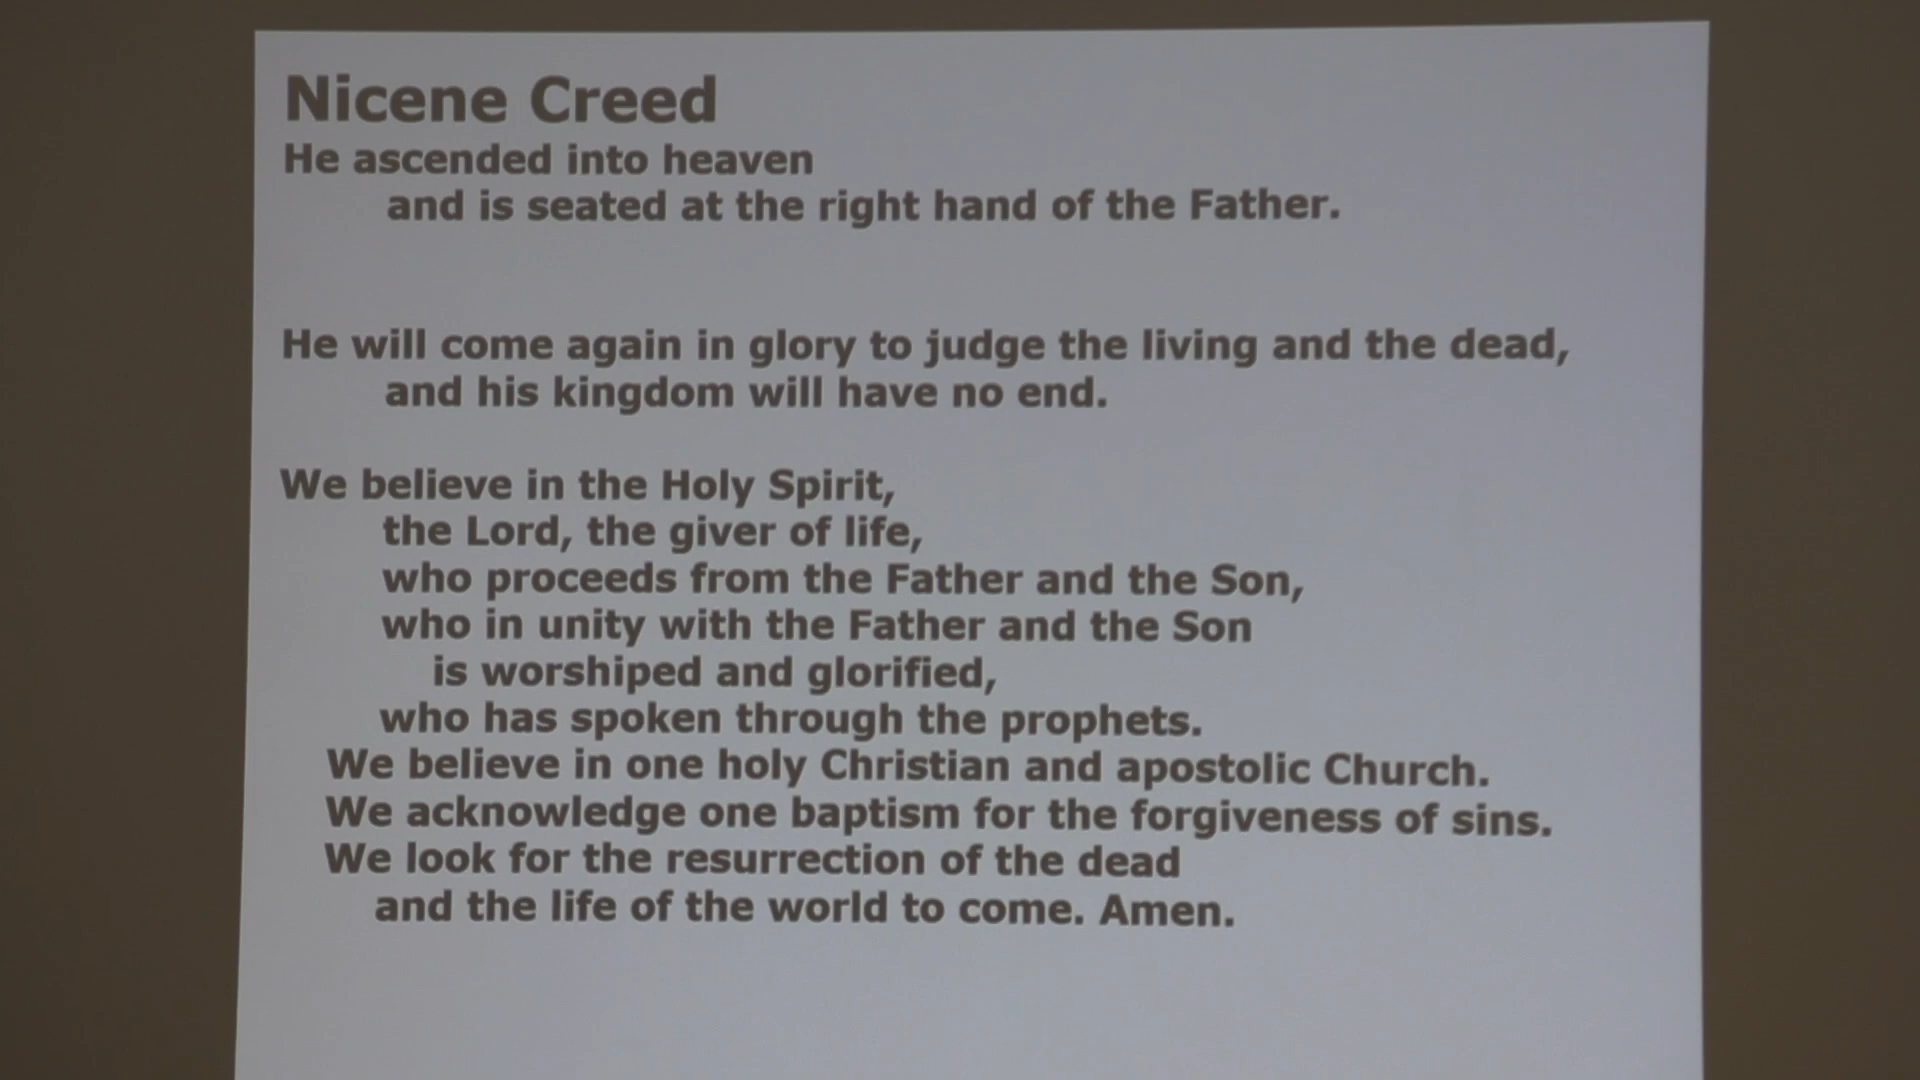 Nicene Creed
He ascended into heaven
and is seated at the right hand of the Father.
He will come again in glory to judge the living and the dead,
and his kingdom will have no end.
We believe in the Holy Spirit,
the Lord, the giver of life,
who proceeds from the Father and the Son,
who in unity with the Father and the Son
is worshiped and glorified,
who has spoken through the prophets.
We believe in one holy Christian and apostolic Church.
We acknowledge one baptism for the forgiveness of sins.
We look for the resurrection of the dead
and the life of the world to come. Amen.